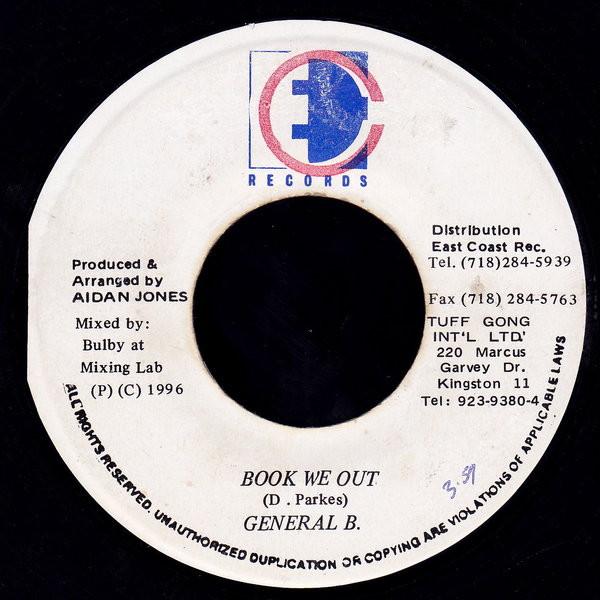 RECORDS
Produced &
Arranged by
AIDAN JONES
Mixed by:
Bulby at
Mixing Lab
(P) (C) 1996
Distribution
East Coast Rec.
Tel. (718)284-5939
Fax (718) 284-5763
TUFF GONG
INT'L LTD'
220 Marcus
Garvey Dr.
Kingston 11
Tel: 923-9380-4
BOOK WE OUT
(D . Parkes)
GENERAL B.
3.59
ALL RIGHTS RESERVED. UNAUTHORIZED DUPLICATION OR COPYING ARE VIOLATIONS OF APPLICABLE LAWS